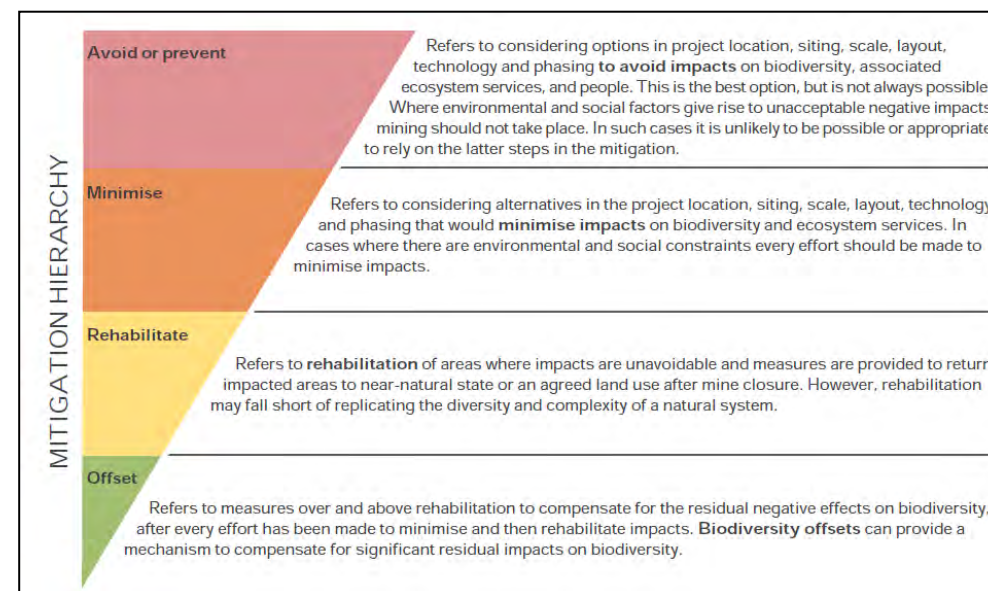 MITIGATION HIERARCHY
Avoid or prevent
Refers to considering options in project location, siting, scale, layout,
technology and phasing to avoid impacts on biodiversity, associated
ecosystem services, and people. This is the best option, but is not always possible
Where environmental and social factors give rise to unacceptable negative impacts
mining should not take place. In such cases it is unlikely to be possible or appropriate
to rely on the latter steps in the mitigation.
Minimise
Refers to considering alternatives in the project location, siting, scale, layout, technology
and phasing that would minimise impacts on biodiversity and ecosystem services. In
cases where there are environmental and social constraints every effort should be made to
minimise impacts.
Rehabilitate
Refers to rehabilitation of areas where impacts are unavoidable and measures are provided to return
impacted areas to near-natural state or an agreed land use after mine closure. However, rehabilitation
may fall short of replicating the diversity and complexity of a natural system.
Offset
Refers to measures over and above rehabilitation to compensate for the residual negative effects on biodiversity,
after every effort has been made to minimise and then rehabilitate impacts. Biodiversity offsets can provide a
mechanism to compensate for significant residual impacts on biodiversity.